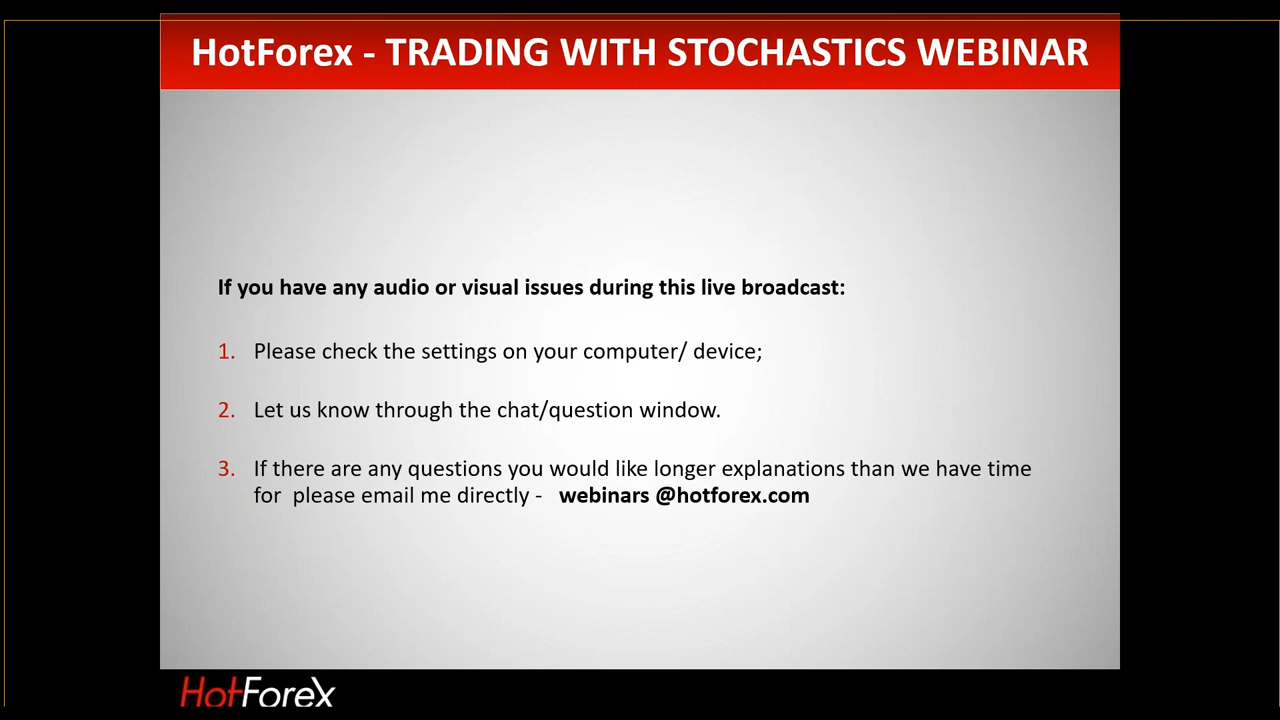 HotForex - TRADING WITH STOCHASTICS WEBINAR
If you have any audio or visual issues during this live broadcast:
1. Please check the settings on your computer/ device;
2. Let us know through the chat/question window.
3. If there are any questions you would like longer explanations than we have time
for please email me directly - webinars @hotforex.com
HotForex